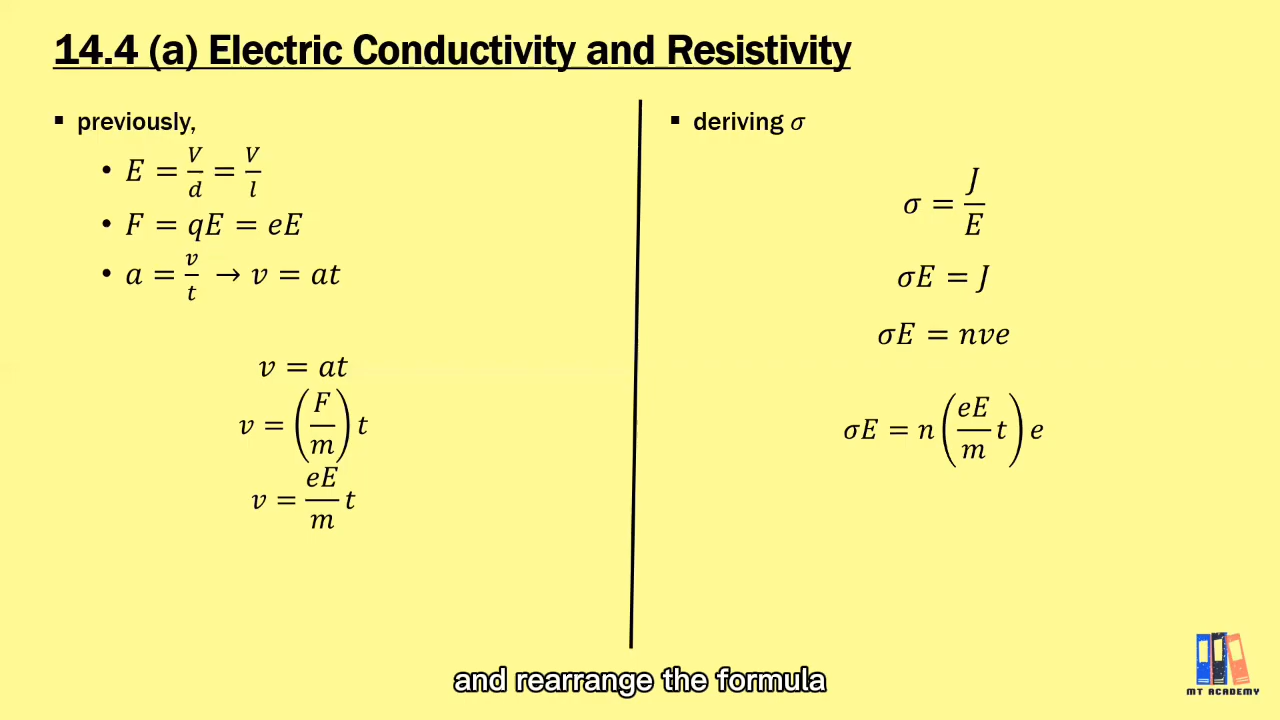 14.4 (a) Electric Conductivity and Resistivity
▪ previously,
• E = V/d = V/l
• F = qE = eE
• a = v/t → v = at
v = at
v = (F/m) t
v = eE/m t
▪ deriving σ
σ = J/E
σE = J
σE = nve
σE = n (eE/m t) e
and rearrange the formula
MT ACADEMY